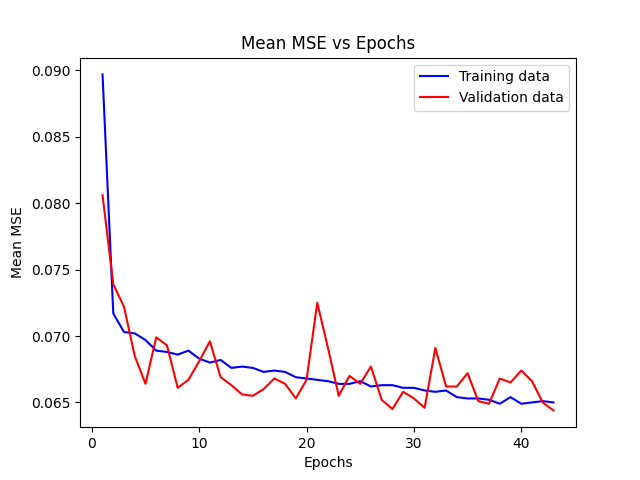 Mean MSE vs Epochs
Training data
Validation data
0.090
0.085
0.080
0.075
0.070
0.065
Mean MSE
0
10
20
30
40
Epochs